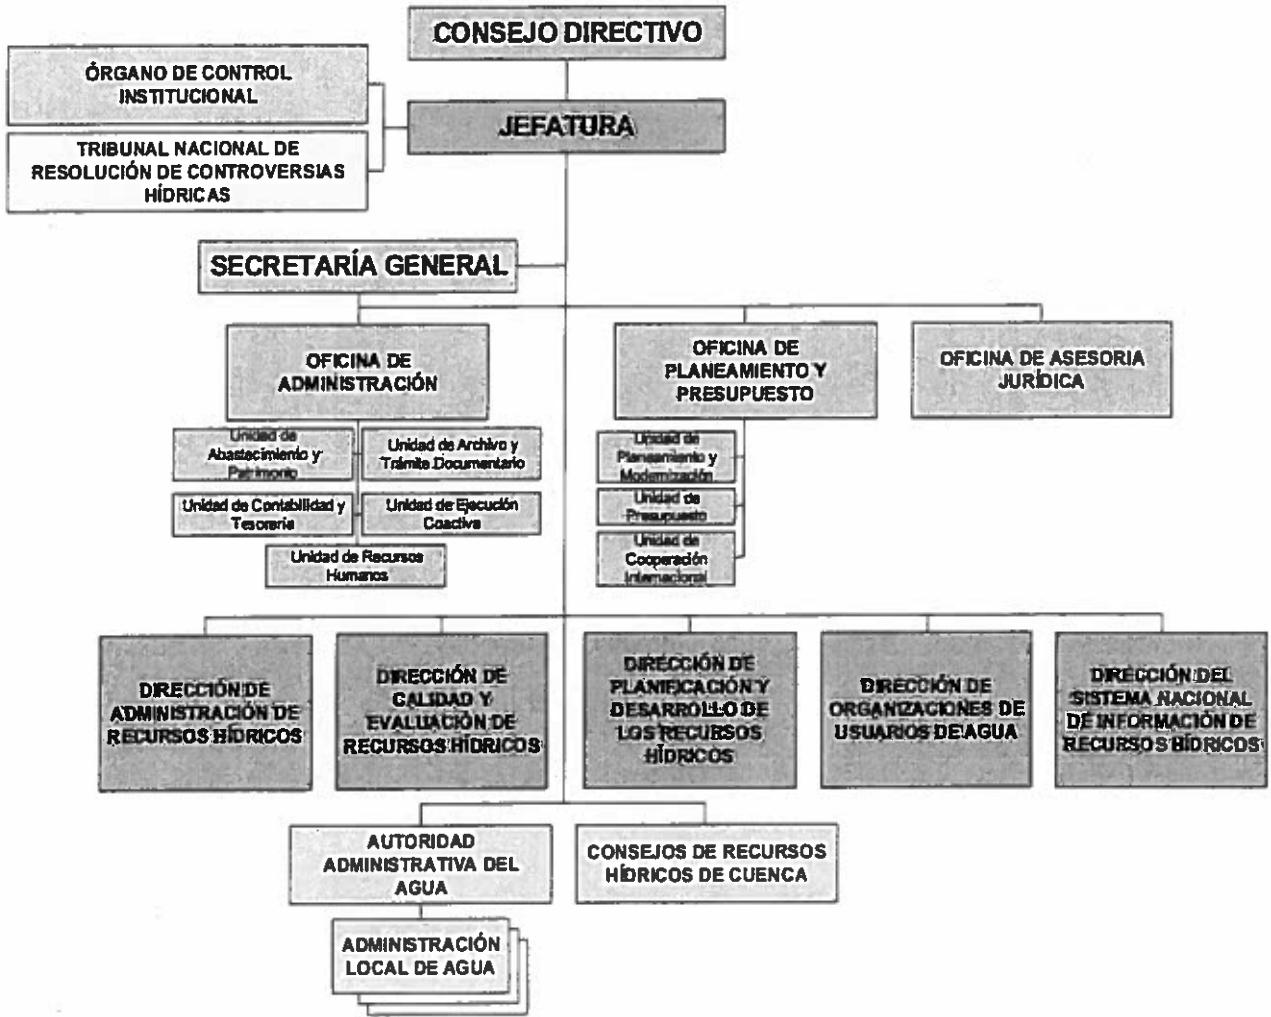 CONSEJO DIRECTIVO
ÓRGANO DE CONTROL
INSTITUCIONAL
JEFATURA
TRIBUNAL NACIONAL DE
RESOLUCIÓN DE CONTROVERSIAS
HÍDRICAS
SECRETARÍA GENERAL
OFICINA DE
ADMINISTRACIÓN
OFICINA DE
PLANEAMIENTO Y
PRESUPUESTO
OFICINA DE ASESORIA
JURÍDICA
Unidad de
Abastecimiento y
Patrimonio
Unidad de Archivo y
Trámite Documentario
Unidad de Contabilidad y
Tesorería
Unidad de Ejecución
Coactiva
Unidad de Recursos
Humanos
Unidad de
Planeamiento y
Modernización
Unidad de
Presupuesto
Unidad de
Cooperación
Internacional
DIRECCIÓN DE
ADMINISTRACIÓN DE
RECURSOS HÍDRICOS
DIRECCIÓN DE
CALIDAD Y
EVALUACIÓN DE
RECURSOS HÍDRICOS
DIRECCIÓN DE
PLANIFICACIÓN Y
DESARROLLO DE
LOS RECURSOS
HÍDRICOS
DIRECCIÓN DE
ORGANIZACIONES DE
USUARIOS DE AGUA
DIRECCIÓN DEL
SISTEMA NACIONAL
DE INFORMACIÓN DE
RECURSOS HÍDRICOS
AUTORIDAD
ADMINISTRATIVA DEL
AGUA
CONSEJOS DE RECURSOS
HÍDRICOS DE CUENCA
ADMINISTRACIÓN
LOCAL DE AGUA